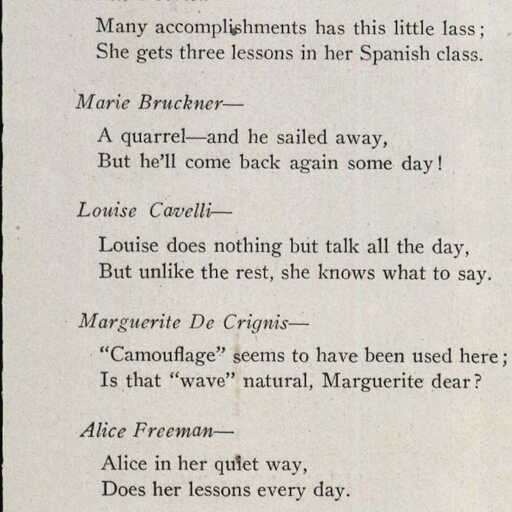 Many accomplishments has this little lass;
She gets three lessons in her Spanish class.
Marie Bruckner—
A quarrel—and he sailed away,
But he'll come back again some day!
Louise Cavelli—
Louise does nothing but talk all the day,
But unlike the rest, she knows what to say.
Marguerite De Crignis—
"Camouflage" seems to have been used here;
Is that "wave" natural, Marguerite dear?
Alice Freeman—
Alice in her quiet way,
Does her lessons every day.